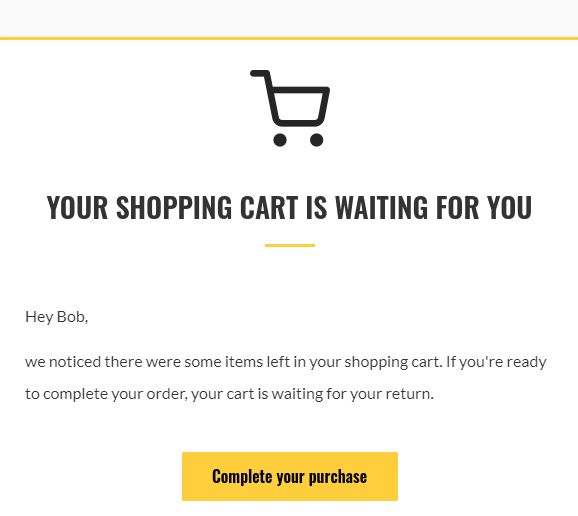 YOUR SHOPPING CART IS WAITING FOR YOU
Hey Bob,
we noticed there were some items left in your shopping cart. If you're ready
to complete your order, your cart is waiting for your return.
Complete your purchase